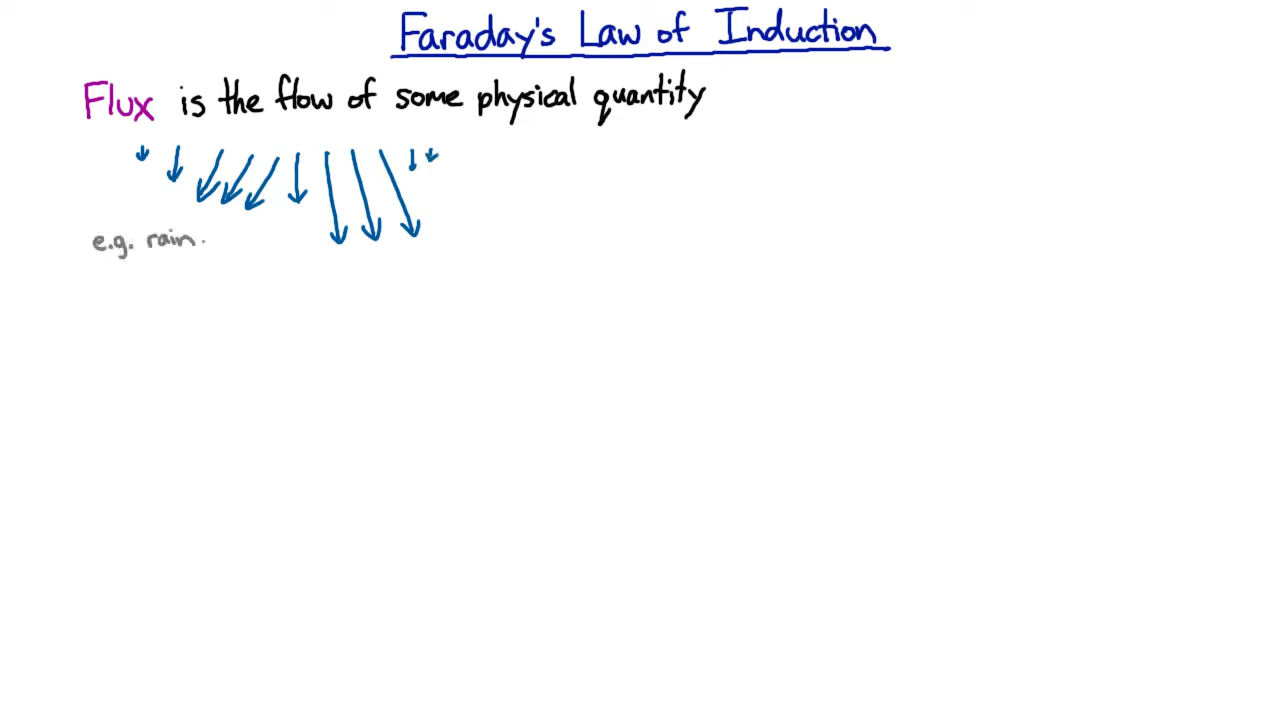 Faraday's Law of Induction
Flux is the flow of some physical quantity
e.g. rain.